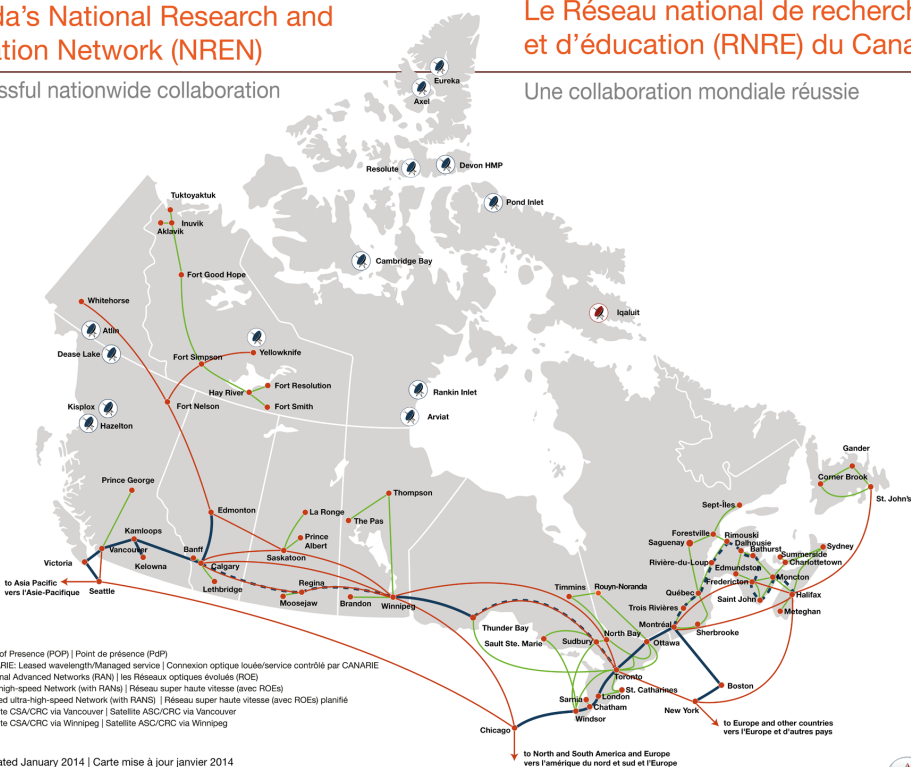 da's National Research and
ation Network (NREN)
ssful nationwide collaboration
Le Réseau national de recherch
et d'éducation (RNRE) du Cana
Une collaboration mondiale réussie
Eureka
Axel
Resolute
Devon HMP
Pond Inlet
Tuktoyaktuk
Inuvik
Aklavik
Cambridge Bay
Fort Good Hope
Whitehorse
Iqaluit
Atlin
Dease Lake
Fort Simpson
Yellowknife
Fort Resolution
Hay River
Fort Smith
Rankin Inlet
Kisplox
Fort Nelson
Arviat
Hazelton
Gander
Corner Brook
St. John's
Prince George
Thompson
Edmonton
La Ronge
The Pas
Sept-Îles
Kamloops
Prince
Albert
Forestville
Rimouski
Saguenay
Dalhousie
Vancouver
Banff
Saskatoon
Bathurst
Sydney
Summerside
Charlottetown
Victoria
Kelowna
Calgary
Rivière-du-Loup
Edmundston
Moncton
to Asia Pacific
vers l'Asie-Pacifique
Seattle
Lethbridge
Regina
Moosejaw
Brandon
Winnipeg
Timmins
Rouyn-Noranda
Fredericton
Québec
Saint John
Halifax
Trois Rivières
Meteghan
Thunder Bay
Montréal
Sherbrooke
Sault Ste. Marie
Sudbury
North Bay
Ottawa
of Presence (POP) | Point de présence (PdP)
ARIE: Leased wavelength/Managed service | Connexion optique louée/service contrôlé par CANARIE
nal Advanced Networks (RAN) | les Réseaux optiques évolués (ROE)
high-speed Network (with RANs) | Réseau super haute vitesse (avec ROEs)
ed ultra-high-speed Network (with RANS) | Réseau super haute vitesse (avec ROEs) planifié
te CSA/CRC via Vancouver | Satellite ASC/CRC via Vancouver
te CSA/CRC via Winnipeg | Satellite ASC/CRC via Winnipeg
Toronto
St. Catharines
London
Sarnia
Chatham
Windsor
Boston
New York
Chicago
to Europe and other countries
vers l'Europe et d'autres pays
to North and South America and Europe
vers l'amérique du nord et sud et l'Europe
ated January 2014 | Carte mise à jour janvier 2014